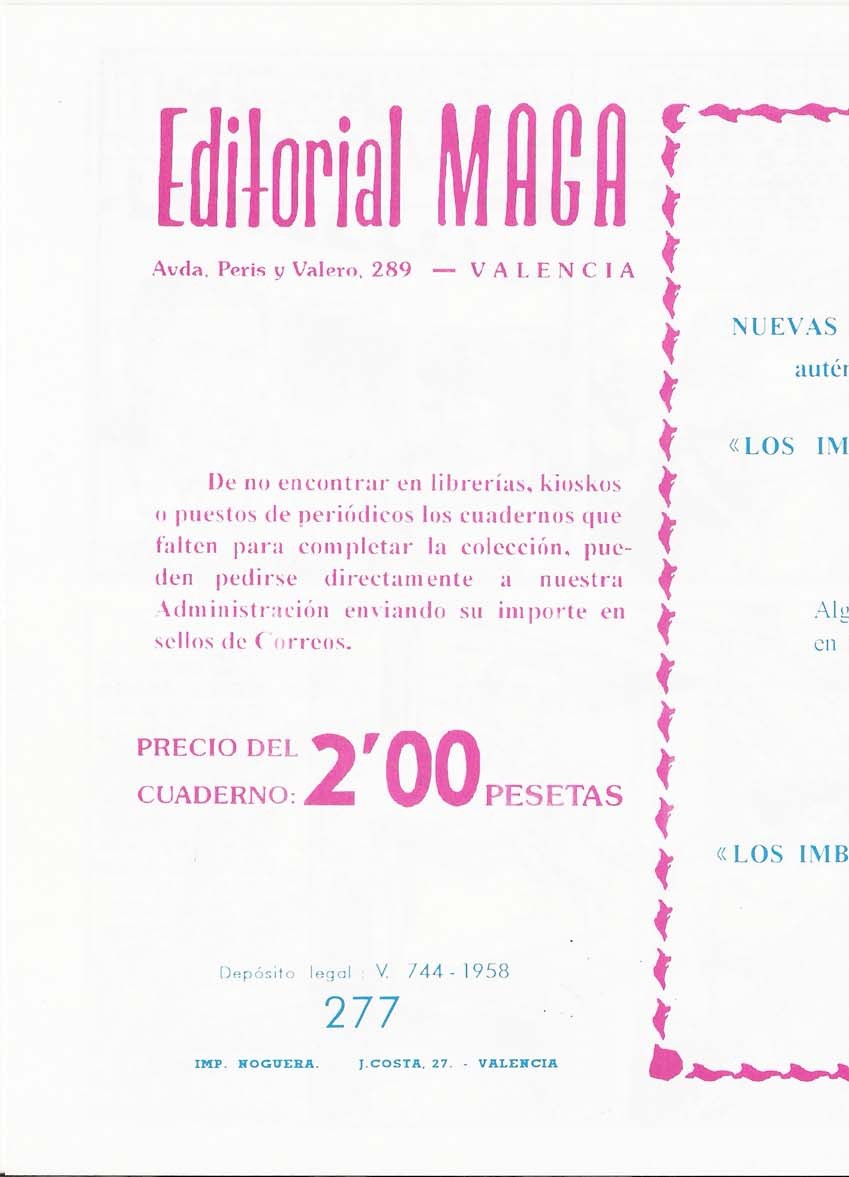 Editorial MAGA
Avda. Peris y Valero, 289 — VALENCIA
De no encontrar en librerías, kioskos
o puestos de periódicos los cuadernos que
falten para completar la colección, pue-
den pedirse directamente a nuestra
Administración enviando su importe en
sellos de Correos.
PRECIO DEL
CUADERNO: 2'00 PESETAS
Depósito legal : V. 744 - 1958
277
IMP. NOGUERA. J. COSTA, 27. - VALENCIA
NUEVAS
autén
«LOS IM
Alg
en
«LOS IMB